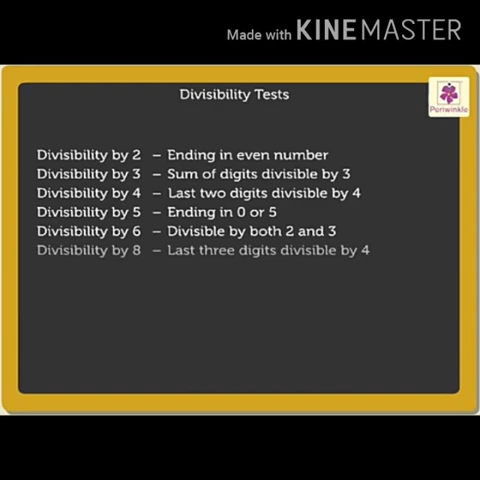 Made with KINEMASTER
Divisibility Tests
Periwinkle
Divisibility by 2 – Ending in even number
Divisibility by 3 – Sum of digits divisible by 3
Divisibility by 4 – Last two digits divisible by 4
Divisibility by 5 – Ending in 0 or 5
Divisibility by 6 – Divisible by both 2 and 3
Divisibility by 8 – Last three digits divisible by 4